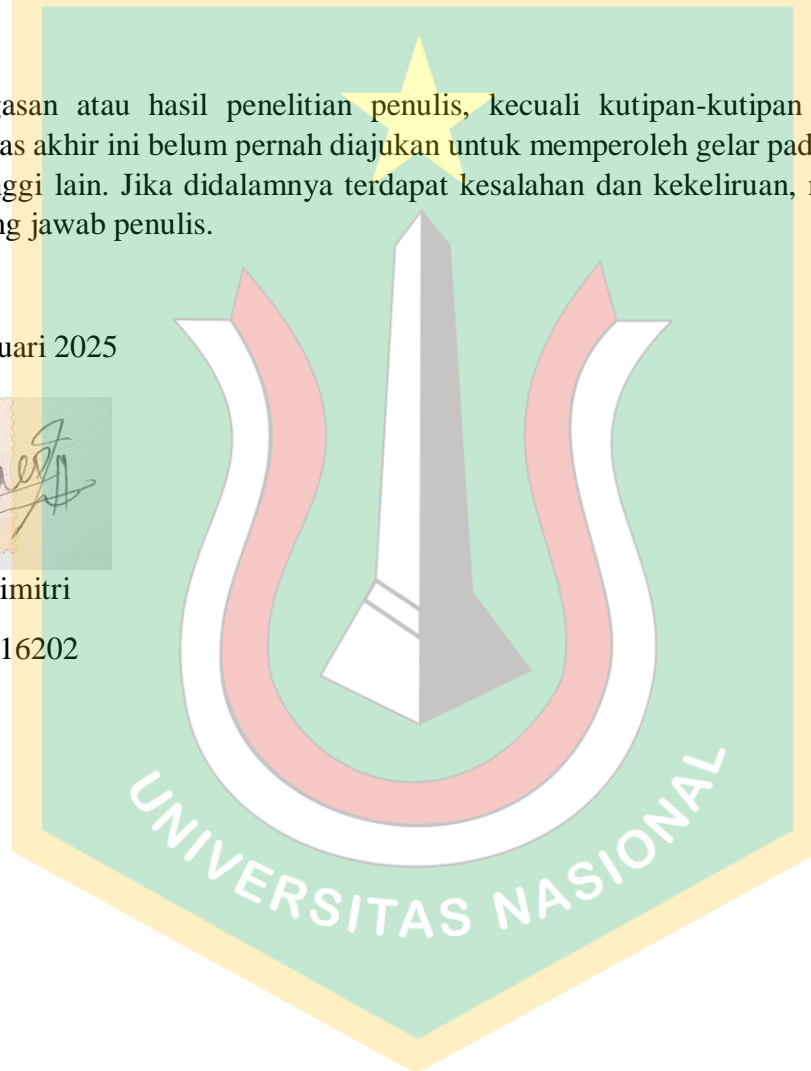 gasan atau hasil penelitian penulis, kecuali kutipan-kutipan
as akhir ini belum pernah diajukan untuk memperoleh gelar pad
nggi lain. Jika didalamnya terdapat kesalahan dan kekeliruan,
ng jawab penulis.
uari 2025
imitri
16202
UNIVERSITAS NASIONAL